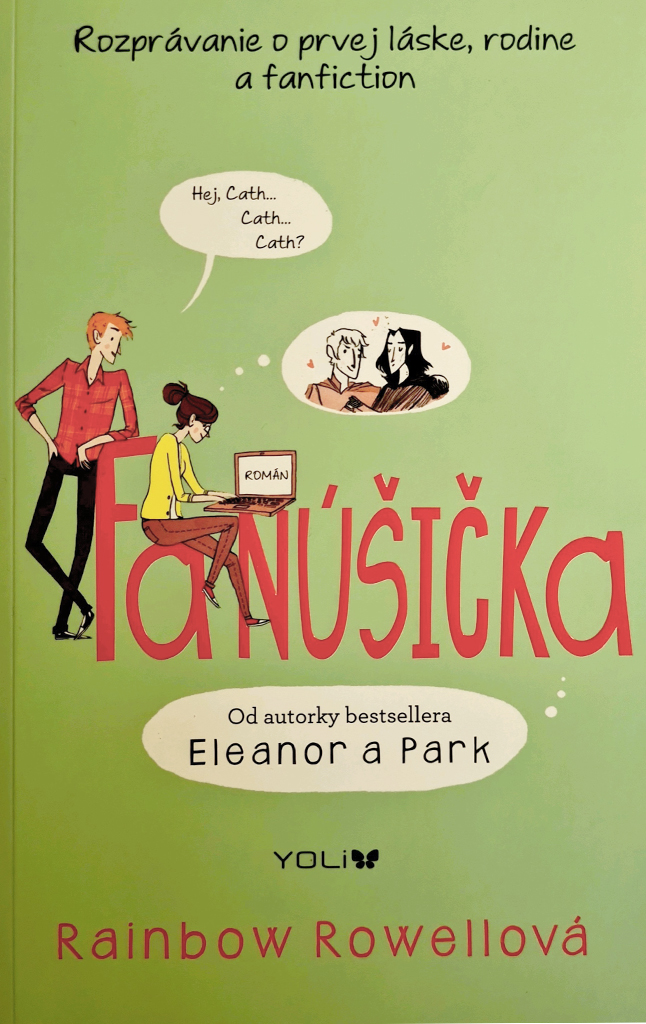 Rozprávanie o prvej láske, rodine
a fanfiction
Hej, Cath...
Cath...
Cath?
ROMÁN
FaNÚŠIČKa
Od autorky bestsellera
Eleanor a Park
YOLi
Rainbow Rowellová